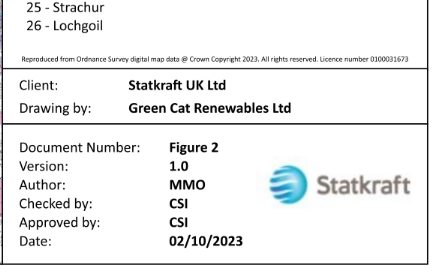 25 - Strachur
26 - Lochgoil
Reproduced from Ordnance Survey digital map data @ Crown Copyright 2023. All rights reserved. Licence number 0100031673
Client: Statkraft UK Ltd
Drawing by: Green Cat Renewables Ltd
Document Number: Figure 2
Version: 1.0
Author: MMO
Checked by: CSI
Approved by: CSI
Date: 02/10/2023
Statkraft